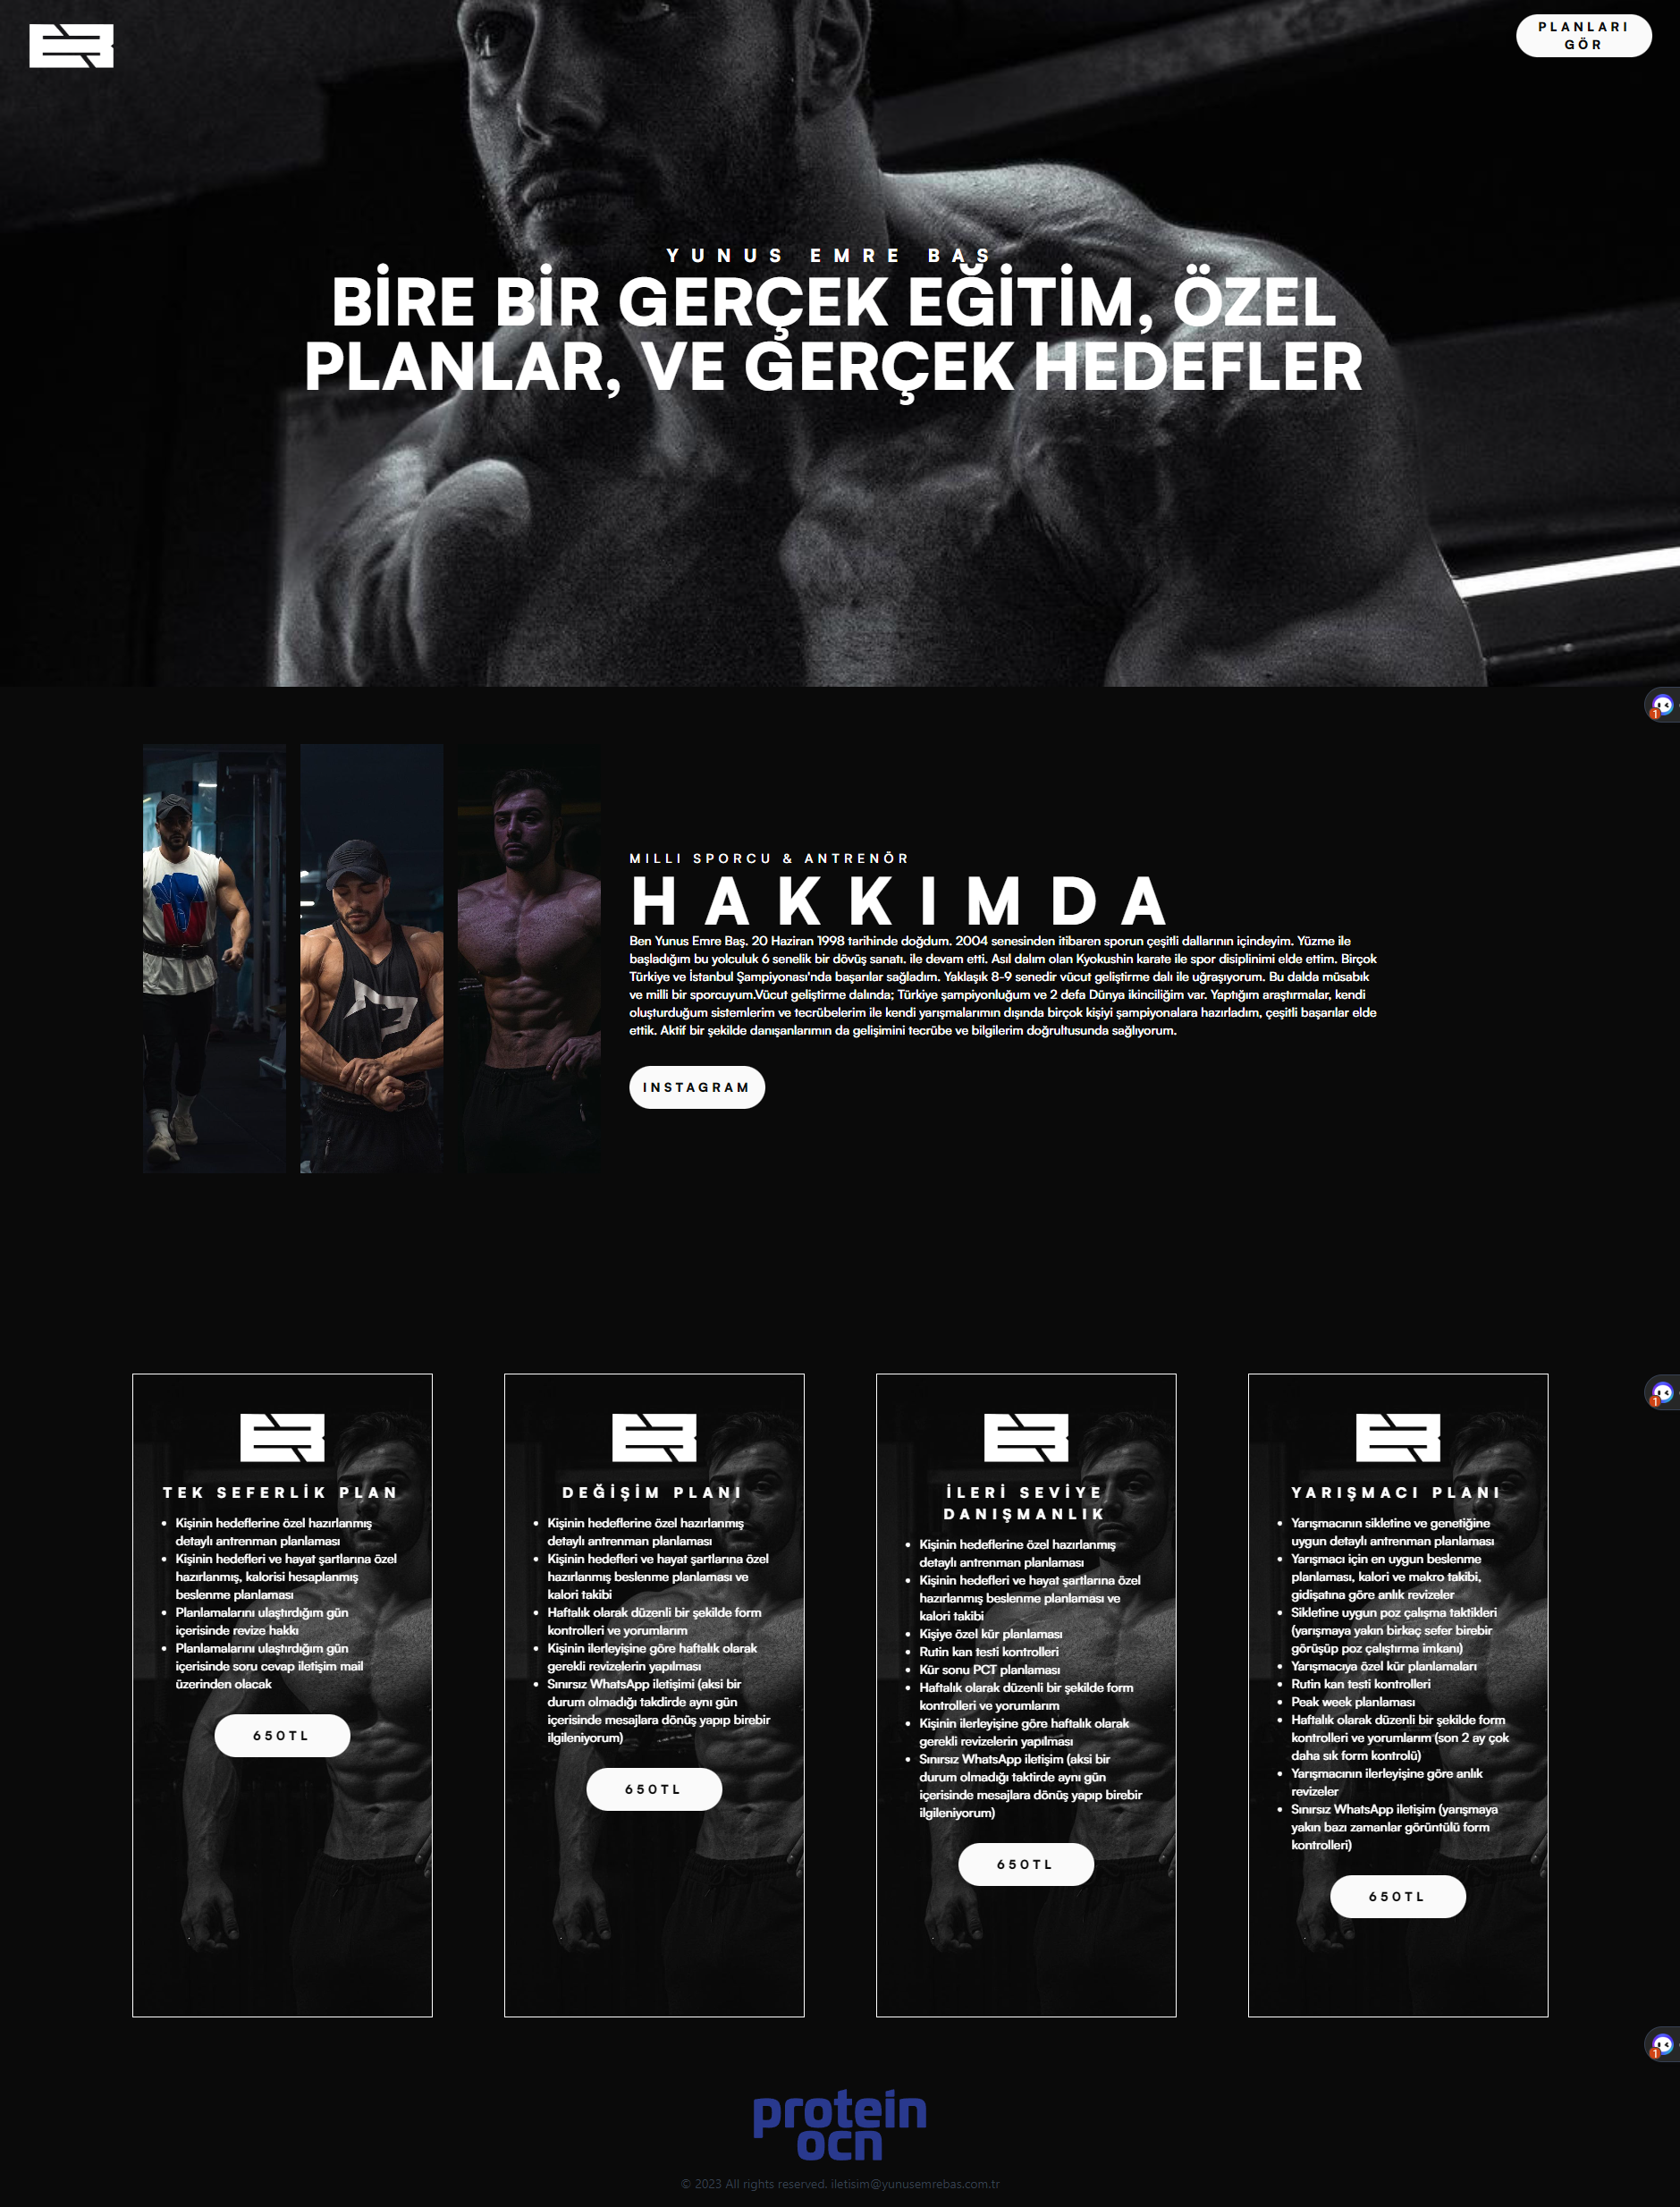 PLANLARI
GÖR
YUNUS EMRE BAŞ
BİRE BİR GERÇEK EĞİTİM, ÖZEL
PLANLAR, VE GERÇEK HEDEFLER
MILLI SPORCU & ANTRENÖR
HAKKIMDA
Ben Yunus Emre Baş. 20 Haziran 1998 tarihinde doğdum. 2004 senesinden itibaren sporun çeşitli dallarının içindeyim. Yüzme ile
başladığım bu yolculuk 6 senelik bir dövüş sanatı. ile devam etti. Asıl dalım olan Kyokushin karate ile spor disiplinimi elde ettim. Birçok
Türkiye ve İstanbul Şampiyonası'nda başarılar sağladım. Yaklaşık 8-9 senedir vücut geliştirme dalı ile uğraşıyorum. Bu dalda müsabık
ve milli bir sporcuyum.Vücut geliştirme dalında; Türkiye şampiyonluğum ve 2 defa Dünya ikinciliğim var. Yaptığım araştırmalar, kendi
oluşturduğum sistemlerim ve tecrübelerim ile kendi yarışmalarımın dışında birçok kişiyi şampiyonalara hazırladım, çeşitli başarılar elde
ettik. Aktif bir şekilde danışanlarımın da gelişimini tecrübe ve bilgilerim doğrultusunda sağlıyorum.
INSTAGRAM
TEK SEFERLİK PLAN
• Kişinin hedeflerine özel hazırlanmış
detaylı antrenman planlaması
• Kişinin hedefleri ve hayat şartlarına özel
hazırlanmış, kalorisi hesaplanmış
beslenme planlaması
• Planlamalarını ulaştırdığım gün
içerisinde revize hakkı
• Planlamalarını ulaştırdığım gün
içerisinde soru cevap iletişim mail
üzerinden olacak
650TL
DEĞİŞİM PLANI
• Kişinin hedeflerine özel hazırlanmış
detaylı antrenman planlaması
• Kişinin hedefleri ve hayat şartlarına özel
hazırlanmış beslenme planlaması ve
kalori takibi
• Haftalık olarak düzenli bir şekilde form
kontrolleri ve yorumlarım
• Kişinin ilerleyişine göre haftalık olarak
gerekli revizelerin yapılması
• Sınırsız WhatsApp iletişimi (aksi bir
durum olmadığı takdirde aynı gün
içerisinde mesajlara dönüş yapıp birebir
ilgileniyorum)
650TL
İLERİ SEVİYE
DANIŞMANLIK
• Kişinin hedeflerine özel hazırlanmış
detaylı antrenman planlaması
• Kişinin hedefleri ve hayat şartlarına özel
hazırlanmış beslenme planlaması ve
kalori takibi
• Kişiye özel kür planlaması
• Rutin kan testi kontrolleri
• Kür sonu PCT planlaması
• Haftalık olarak düzenli bir şekilde form
kontrolleri ve yorumlarım
• Kişinin ilerleyişine göre haftalık olarak
gerekli revizelerin yapılması
• Sınırsız WhatsApp iletişim (aksi bir
durum olmadığı taktirde aynı gün
içerisinde mesajlara dönüş yapıp birebir
ilgileniyorum)
650TL
YARIŞMACI PLANI
• Yarışmacının sikletine ve genetiğine
uygun detaylı antrenman planlaması
• Yarışmacı için en uygun beslenme
planlaması, kalori ve makro takibi,
gidişatına göre anlık revizeler
• Sikletine uygun poz çalışma taktikleri
(yarışmaya yakın birkaç sefer birebir
görüşüp poz çalıştırma imkanı)
• Yarışmacıya özel kür planlamaları
• Rutin kan testi kontrolleri
• Peak week planlaması
• Haftalık olarak düzenli bir şekilde form
kontrolleri ve yorumlarım (son 2 ay çok
daha sık form kontrolü)
• Yarışmacının ilerleyişine göre anlık
revizeler
• Sınırsız WhatsApp iletişim (yarışmaya
yakın bazı zamanlar görüntülü form
kontrolleri)
650TL
1
1
1
protein
ocn
© 2023 All rights reserved. iletisim@yunusemrebas.com.tr